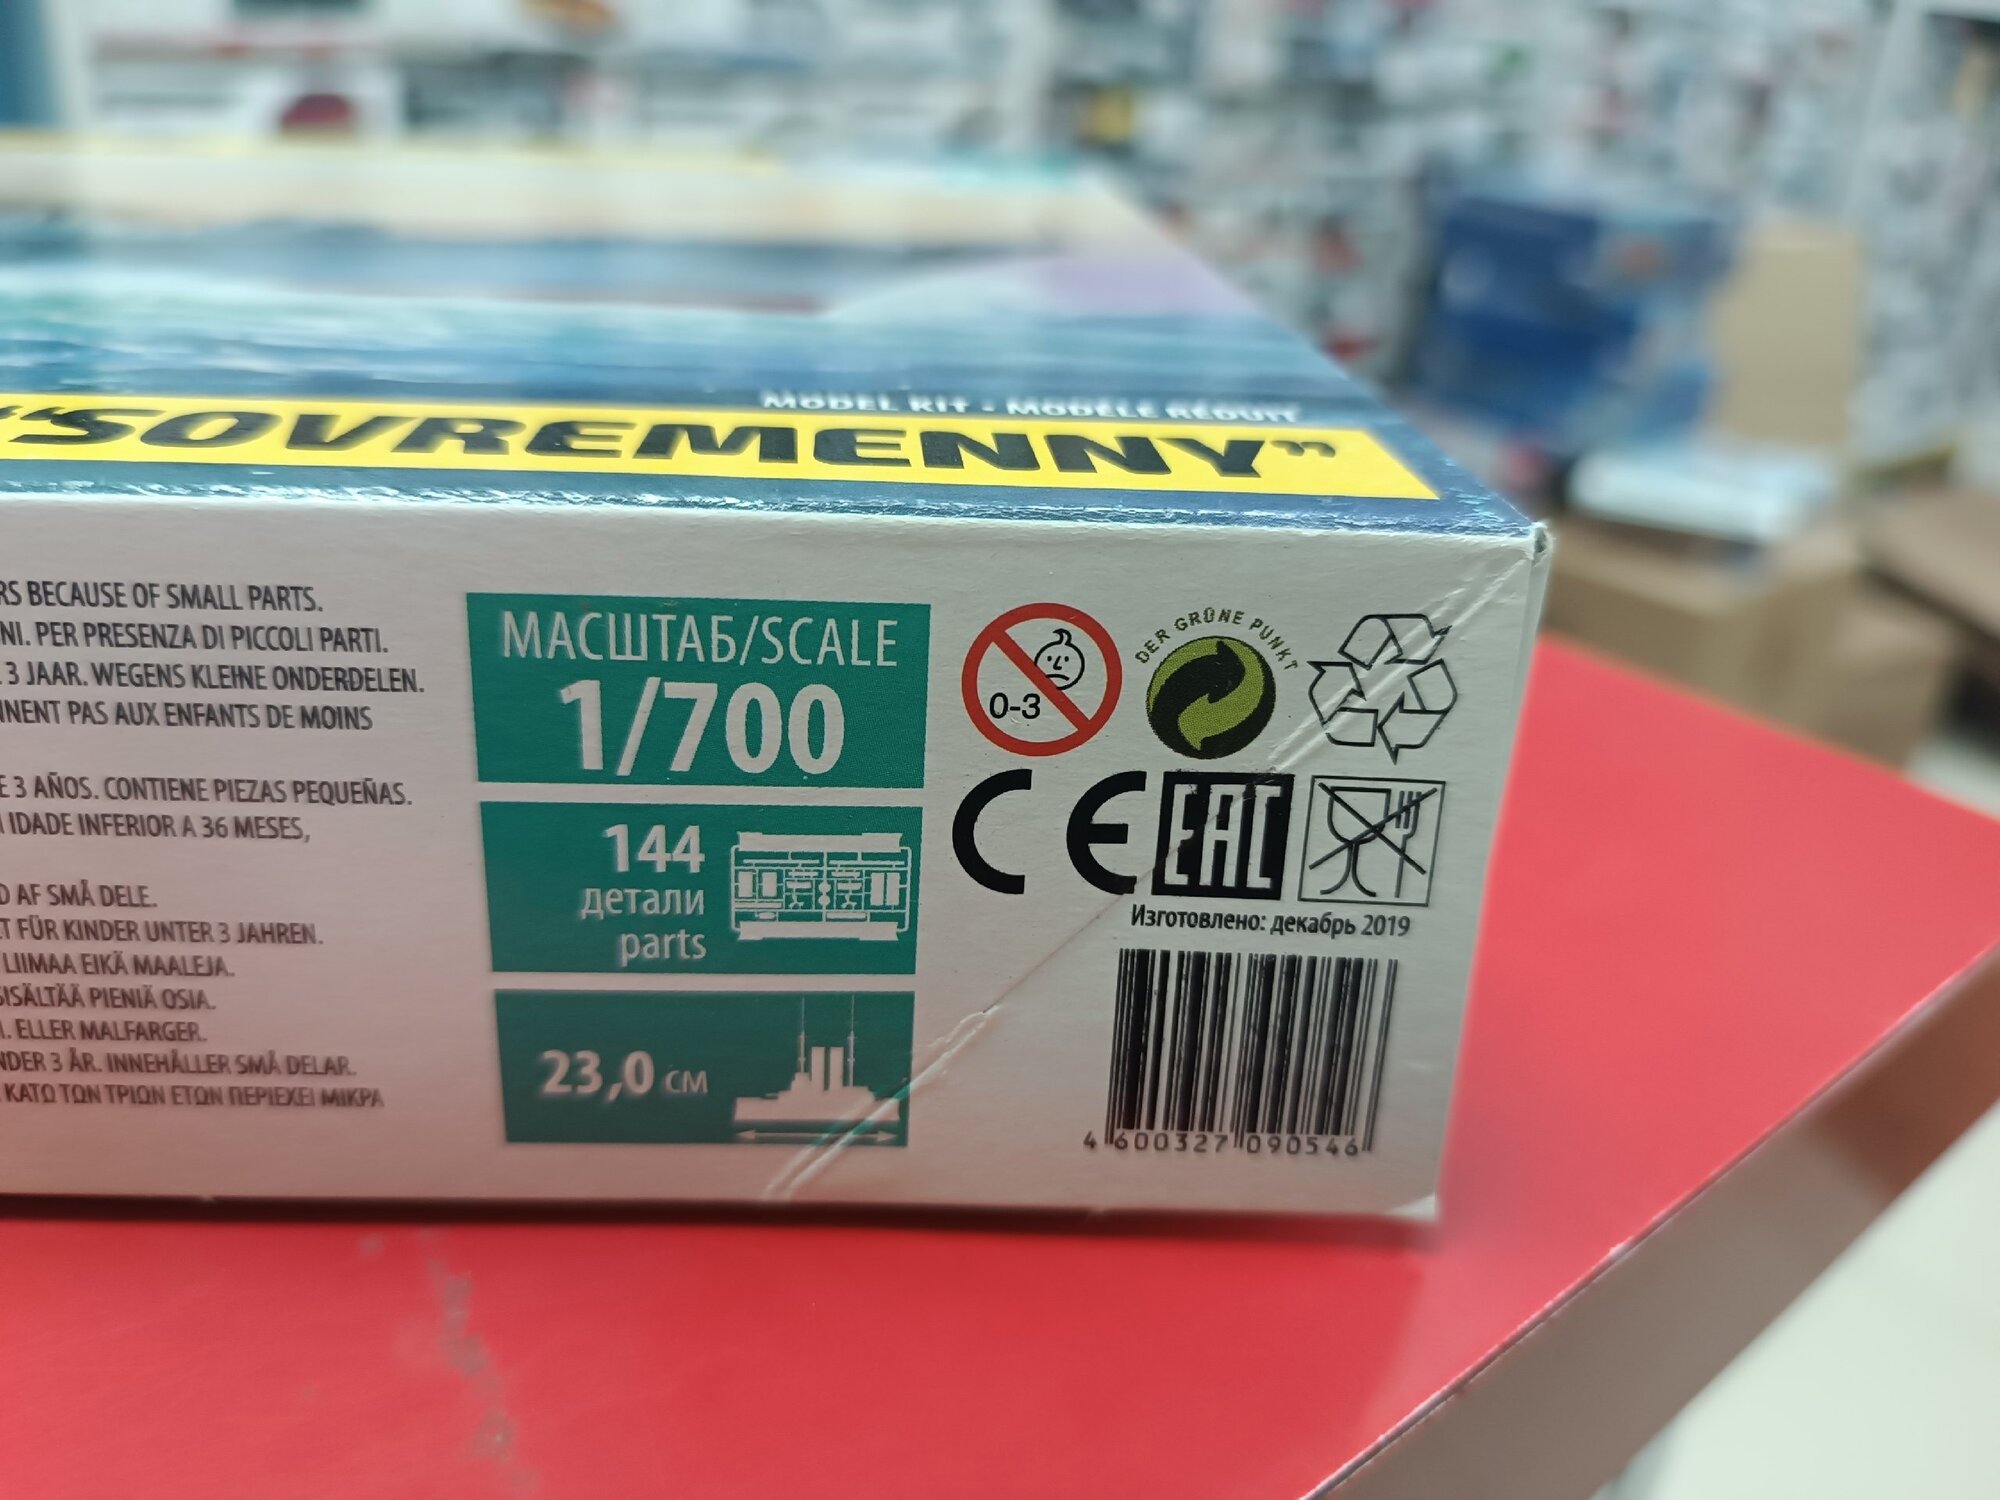 MODEL KIT • MODÈLE RÉDUIT
“SOVREMENNY”
RS BECAUSE OF SMALL PARTS.
NI. PER PRESENZA DI PICCOLI PARTI.
3 JAAR. WEGENS KLEINE ONDERDELEN.
NNENT PAS AUX ENFANTS DE MOINS
E 3 AÑOS. CONTIENE PIEZAS PEQUEÑAS.
IDADE INFERIOR A 36 MESES,
D AF SMÅ DELE.
T FÜR KINDER UNTER 3 JAHREN.
LIIMAA EIKÄ MAALEJA.
SISÄLTÄÄ PIENIÄ OSIA.
. ELLER MALFARGER.
NDER 3 ÅR. INNEHÅLLER SMÅ DELAR.
ΚΑΤΩ ΤΩΝ ΤΡΙΩΝ ΕΤΩΝ ΠΕΡΙΕΧΕΙ ΜΙΚΡΑ
МАСШТАБ/SCALE
1/700
144
детали
parts
23,0 см
0-3
DER GRÜNE PUNKT
CE
EAC
Изготовлено: декабрь 2019
4 600327 090546